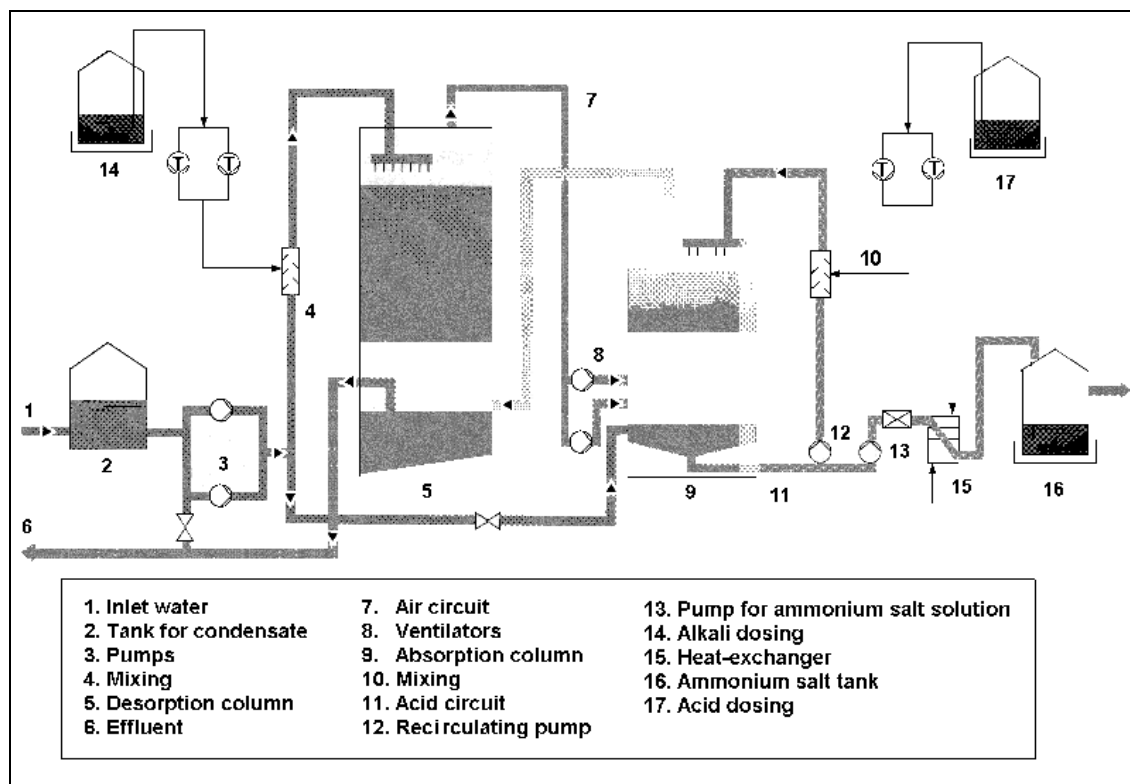 14
T T
4
7
T T
17
10
8
1
2
3
5
6
9
11
12
13
15
16
1. Inlet water
2. Tank for condensate
3. Pumps
4. Mixing
5. Desorption column
6. Effluent
7. Air circuit
8. Ventilators
9. Absorption column
10. Mixing
11. Acid circuit
12. Recirculating pump
13. Pump for ammonium salt solution
14. Alkali dosing
15. Heat-exchanger
16. Ammonium salt tank
17. Acid dosing